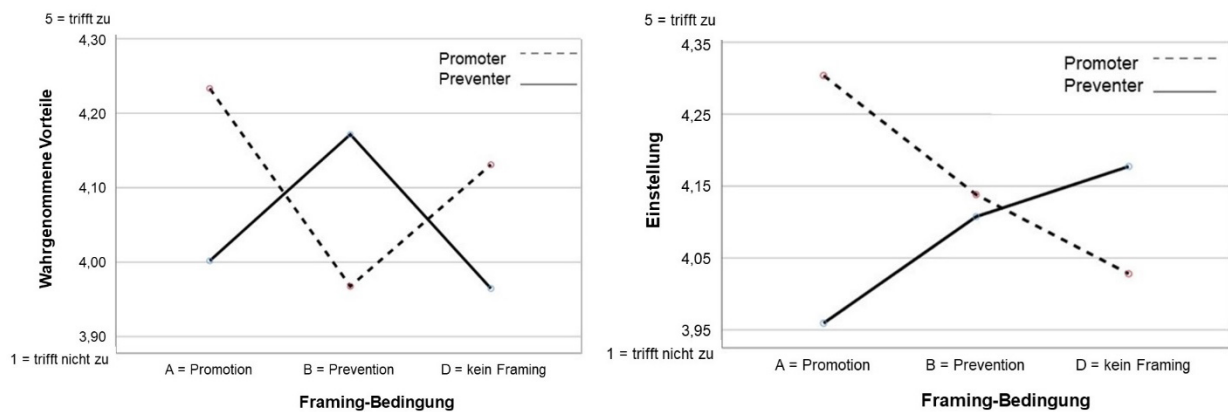 5 = trifft zu
4,30
4,20
4,10
4,00
3,90
1 = trifft nicht zu
Wahrgenommene Vorteile
Promoter
Preventer
A = Promotion
B = Prevention
D = kein Framing
Framing-Bedingung
5 = trifft zu
4,35
4,25
4,15
4,05
3,95
1 = trifft nicht zu
Einstellung
Promoter
Preventer
A = Promotion
B = Prevention
D = kein Framing
Framing-Bedingung